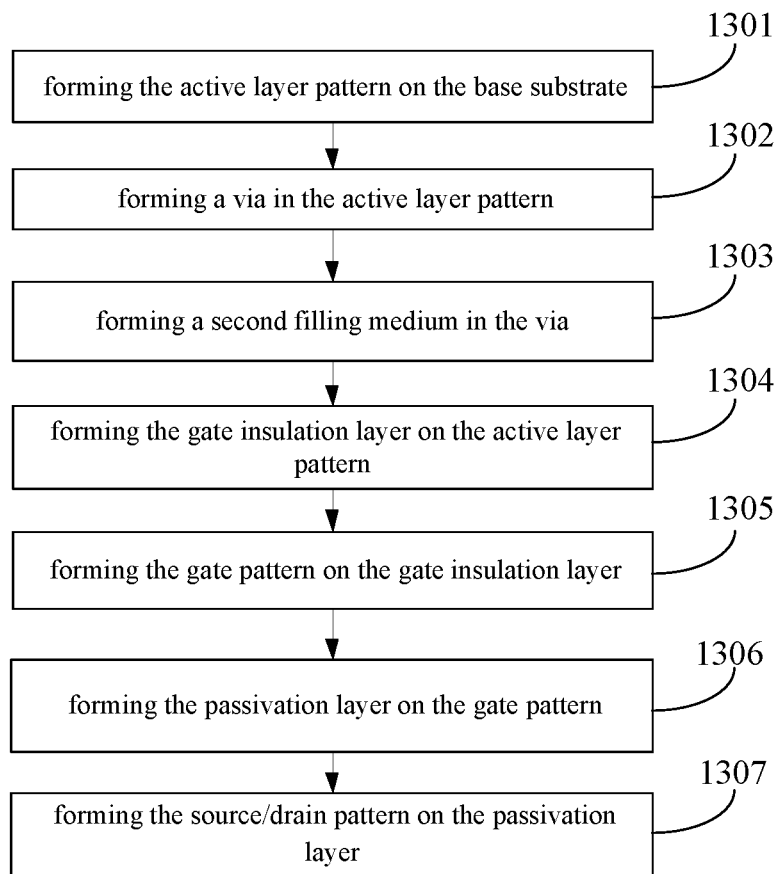 1301
forming the active layer pattern on the base substrate
1302
forming a via in the active layer pattern
1303
forming a second filling medium in the via
1304
forming the gate insulation layer on the active layer
pattern
1305
forming the gate pattern on the gate insulation layer
1306
forming the passivation layer on the gate pattern
1307
forming the source/drain pattern on the passivation
layer